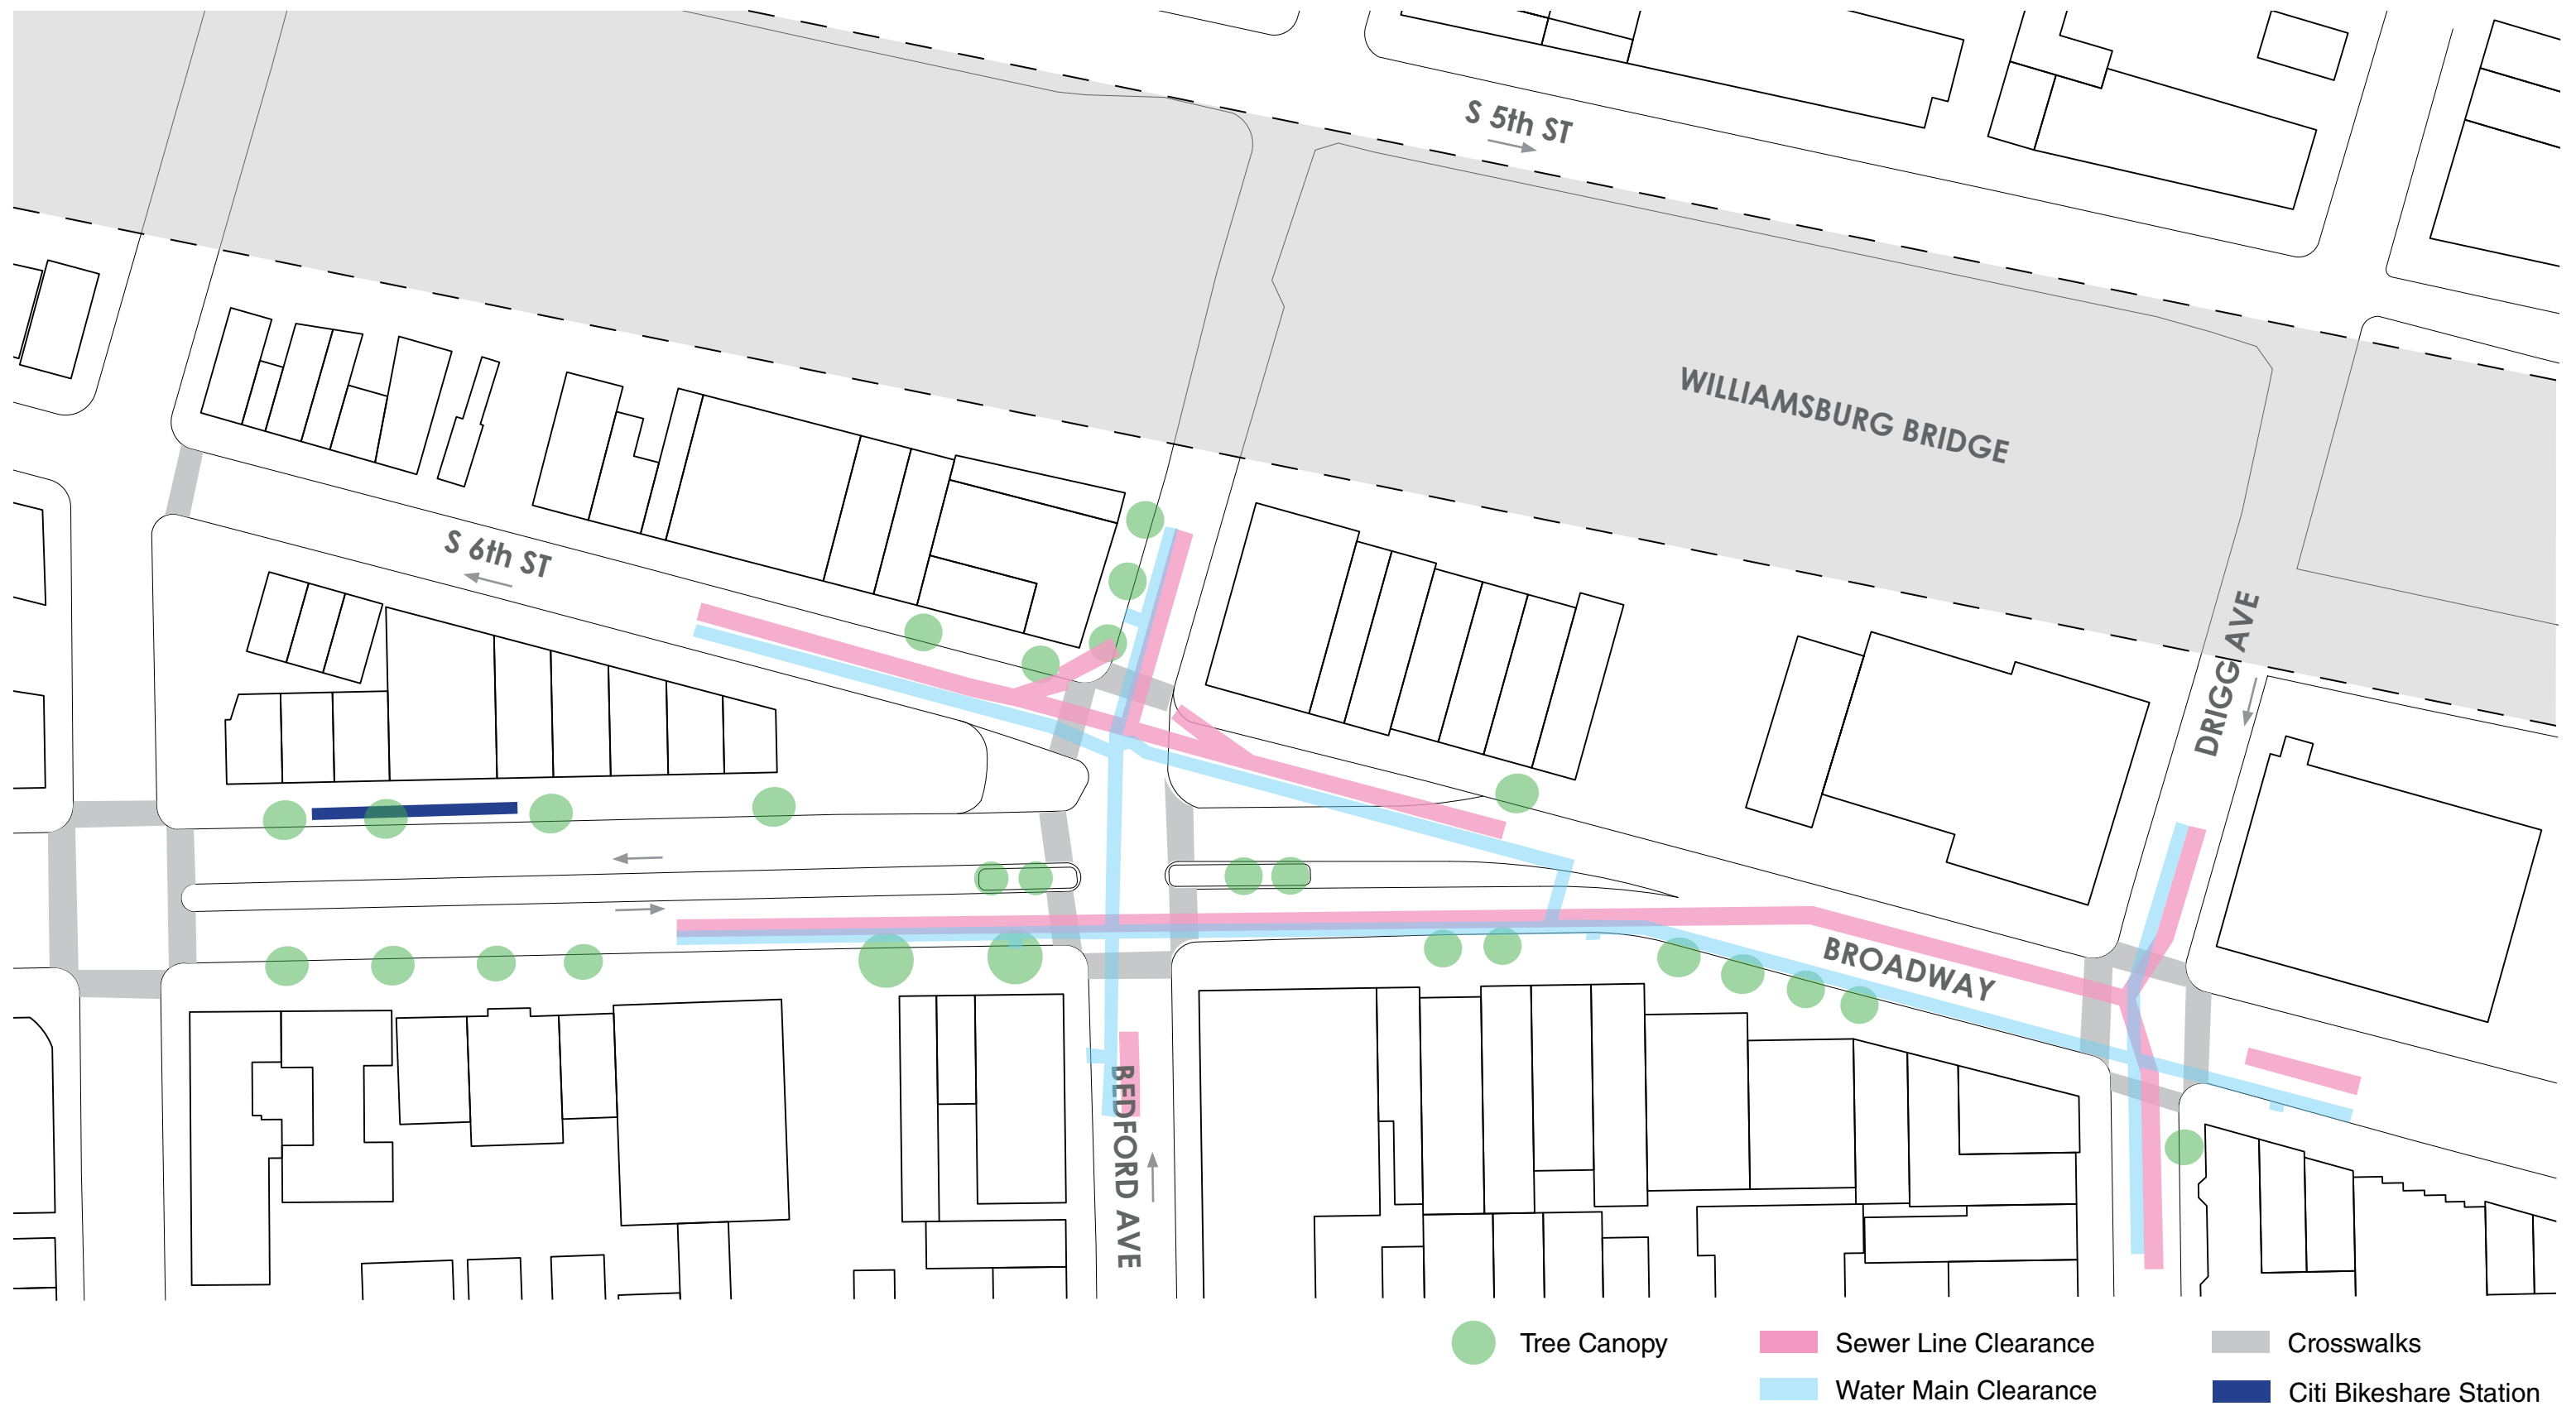 S 5th ST
WILLIAMSBURG BRIDGE
S 6th ST
DRIGG AVE
BROADWAY
BEDFORD AVE
Tree Canopy
Sewer Line Clearance
Crosswalks
Water Main Clearance
Citi Bikeshare Station